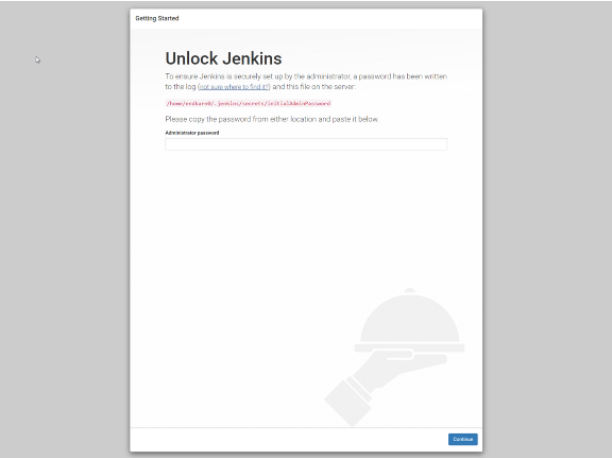 Getting Started
Unlock Jenkins
To ensure Jenkins is securely set up by the administrator, a password has been written
to the log (not sure where to find it?) and this file on the server:
/.jenkins/secrets/initialAdminPassword
Please copy the password from either location and paste it below.
Administrator password
Continue